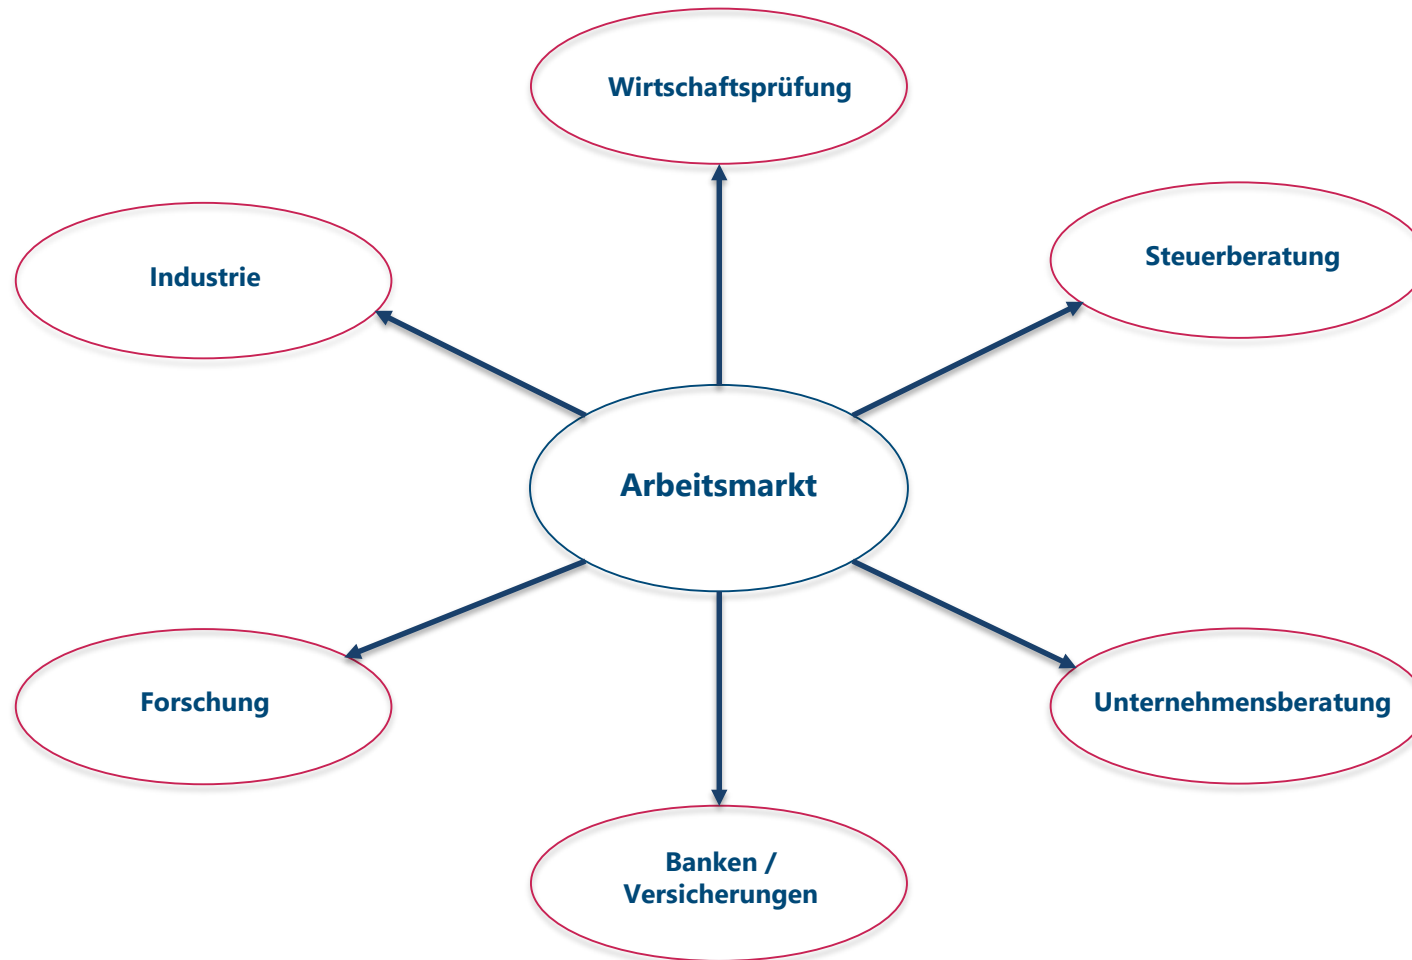 Wirtschaftsprüfung
Steuerberatung
Industrie
Arbeitsmarkt
Forschung
Unternehmensberatung
Banken /
Versicherungen